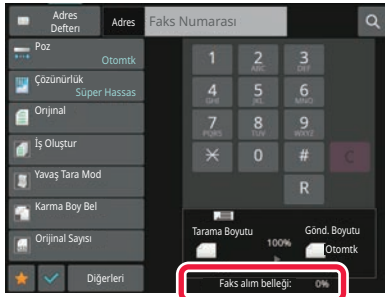 Adres
Defteri
Adres
Faks Numarası
Poz
Otomtk
Çözünürlük
Süper Hassas
Orijinal
İş Oluştur
Yavaş Tara Mod
Karma Boy Bel
Orijinal Sayısı
Diğerleri
1
2
ABC
3
DEF
4
GHI
5
JKL
6
MNO
7
PQRS
8
TUV
9
WXYZ
0
#
C
R
Tarama Boyutu
100%
Gönd. Boyutu
Otomtk
Faks alım belleği: 0%